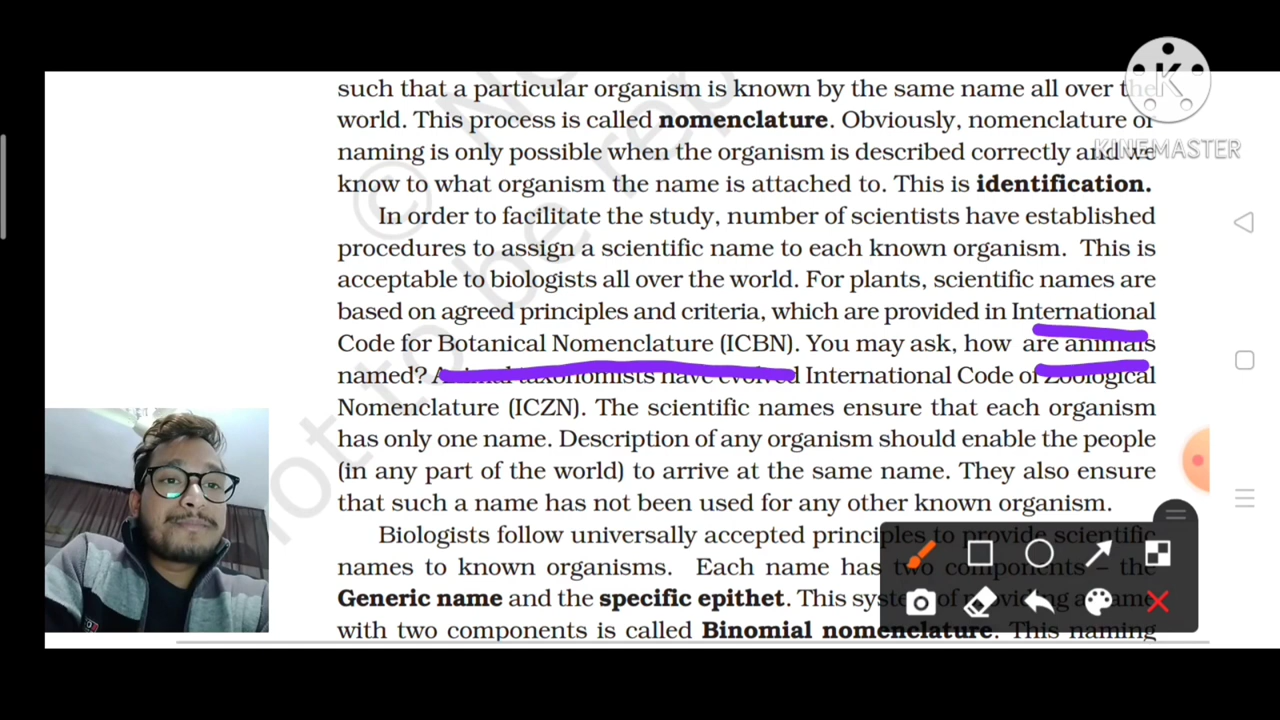 such that a particular organism is known by the same name all over the
world. This process is called nomenclature. Obviously, nomenclature or
naming is only possible when the organism is described correctly and we
know to what organism the name is attached to. This is identification.
In order to facilitate the study, number of scientists have established
procedures to assign a scientific name to each known organism. This is
acceptable to biologists all over the world. For plants, scientific names are
based on agreed principles and criteria, which are provided in International
Code for Botanical Nomenclature (ICBN). You may ask, how are animals
named? Animal taxonomists have evolved International Code of Zoological
Nomenclature (ICZN). The scientific names ensure that each organism
has only one name. Description of any organism should enable the people
(in any part of the world) to arrive at the same name. They also ensure
that such a name has not been used for any other known organism.
Biologists follow universally accepted principles to provide scientific
names to known organisms. Each name has two components – the
Generic name and the specific epithet. This system of providing a name
with two components is called Binomial nomenclature. This naming
K
KINEMASTER
not to be rep